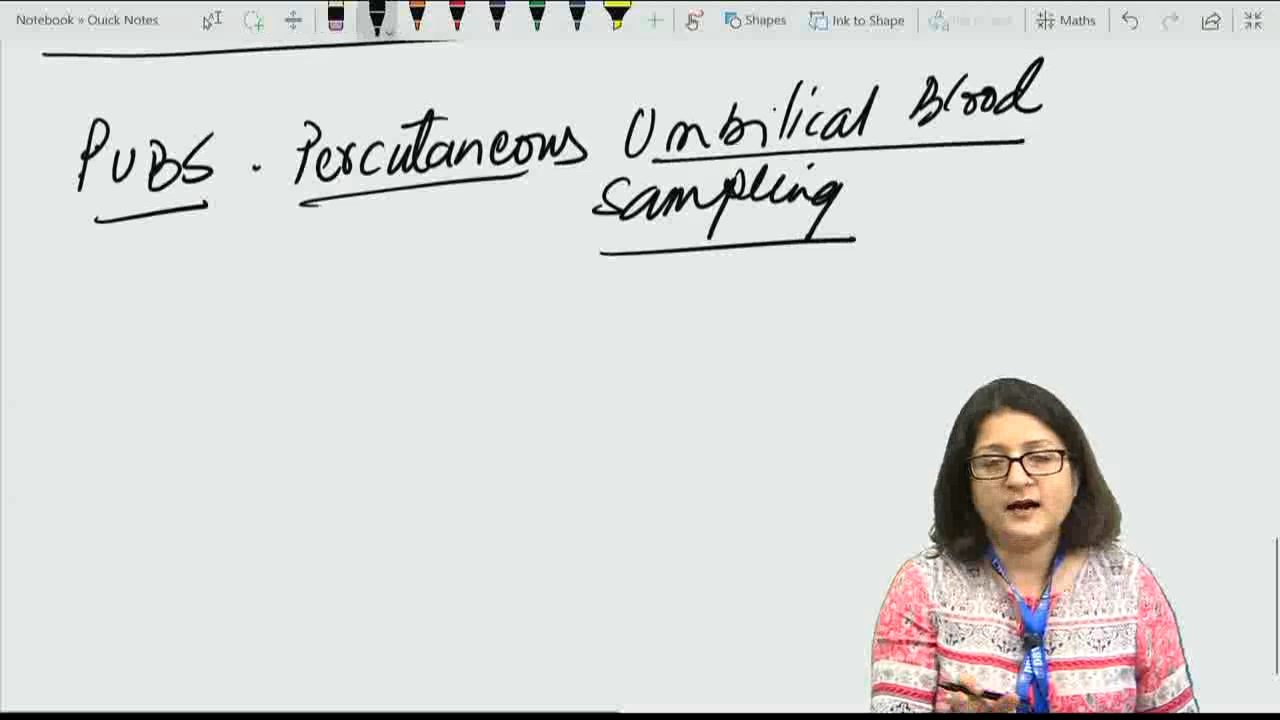 Notebook » Quick Notes
Shapes
Ink to Shape
Maths
PUBS . Percutaneous Umbilical Blood
sampling